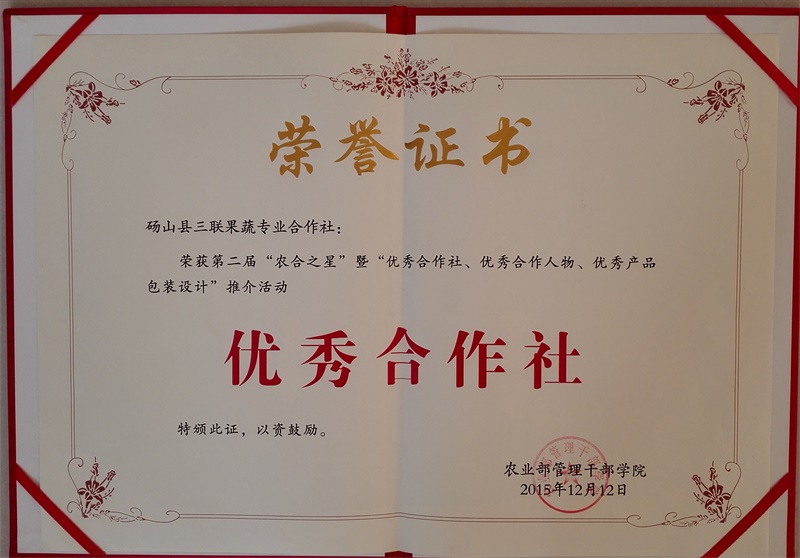 荣誉证书
砀山县三联果蔬专业合作社：
荣获第二届“农合之星”暨“优秀合作社、优秀合作人物、优秀产品
包装设计”推介活动
优秀合作社
特颁此证，以资鼓励。
农业部管理干部学院
2015年12月12日